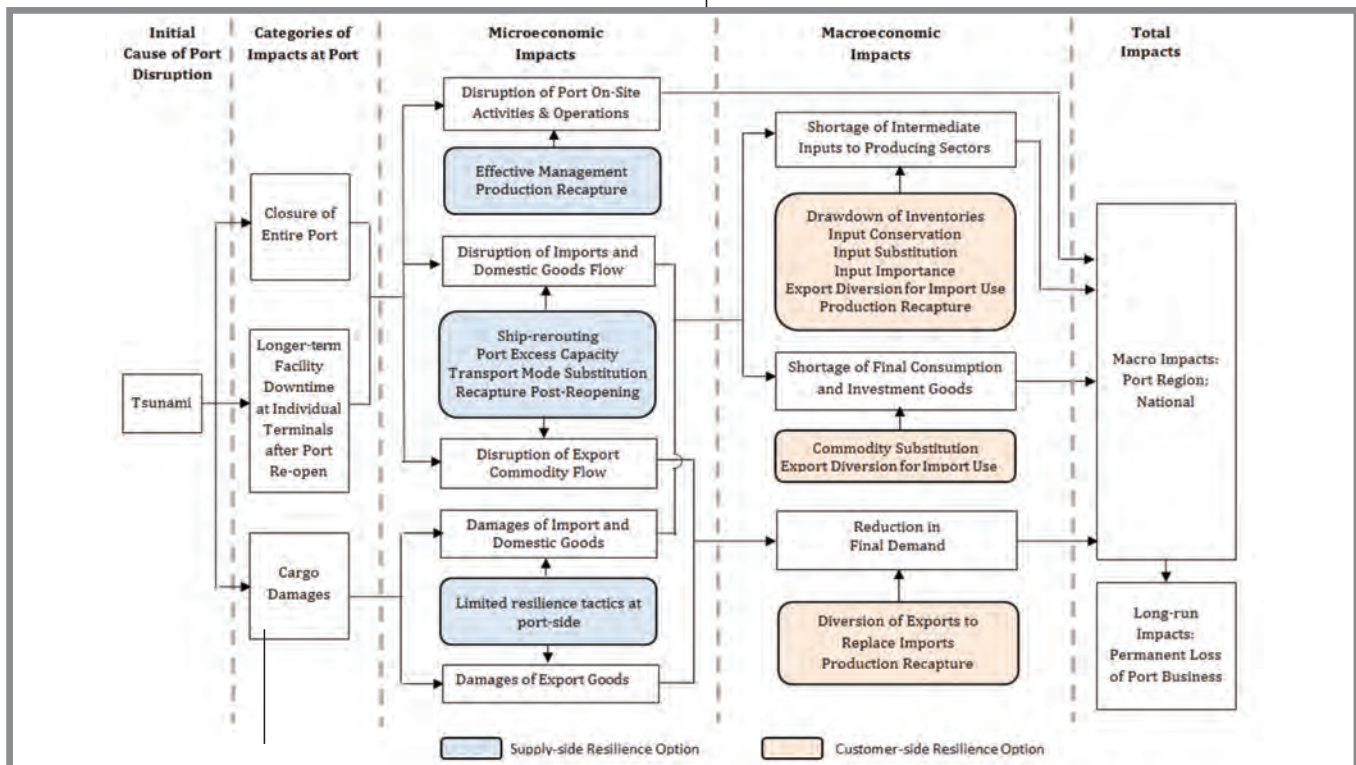 Initial
Cause of Port
Disruption
Categories of
Impacts at Port
Microeconomic
Impacts
Macroeconomic
Impacts
Total
Impacts
Tsunami
Closure of
Entire Port
Longer-term
Facility
Downtime
at Individual
Terminals
after Port
Re-open
Cargo
Damages
Disruption of Port On-Site
Activities & Operations
Effective Management
Production Recapture
Disruption of Imports and
Domestic Goods Flow
Ship-rerouting
Port Excess Capacity
Transport Mode Substitution
Recapture Post-Reopening
Disruption of Export
Commodity Flow
Damages of Import and
Domestic Goods
Limited resilience tactics at
port-side
Damages of Export Goods
Shortage of Intermediate
Inputs to Producing Sectors
Drawdown of Inventories
Input Conservation
Input Substitution
Input Importance
Export Diversion for Import Use
Production Recapture
Shortage of Final Consumption
and Investment Goods
Commodity Substitution
Export Diversion for Import Use
Reduction in
Final Demand
Diversion of Exports to
Replace Imports
Production Recapture
Macro Impacts:
Port Region;
National
Long-run
Impacts:
Permanent Loss
of Port Business
Supply-side Resilience Option
Customer-side Resilience Option